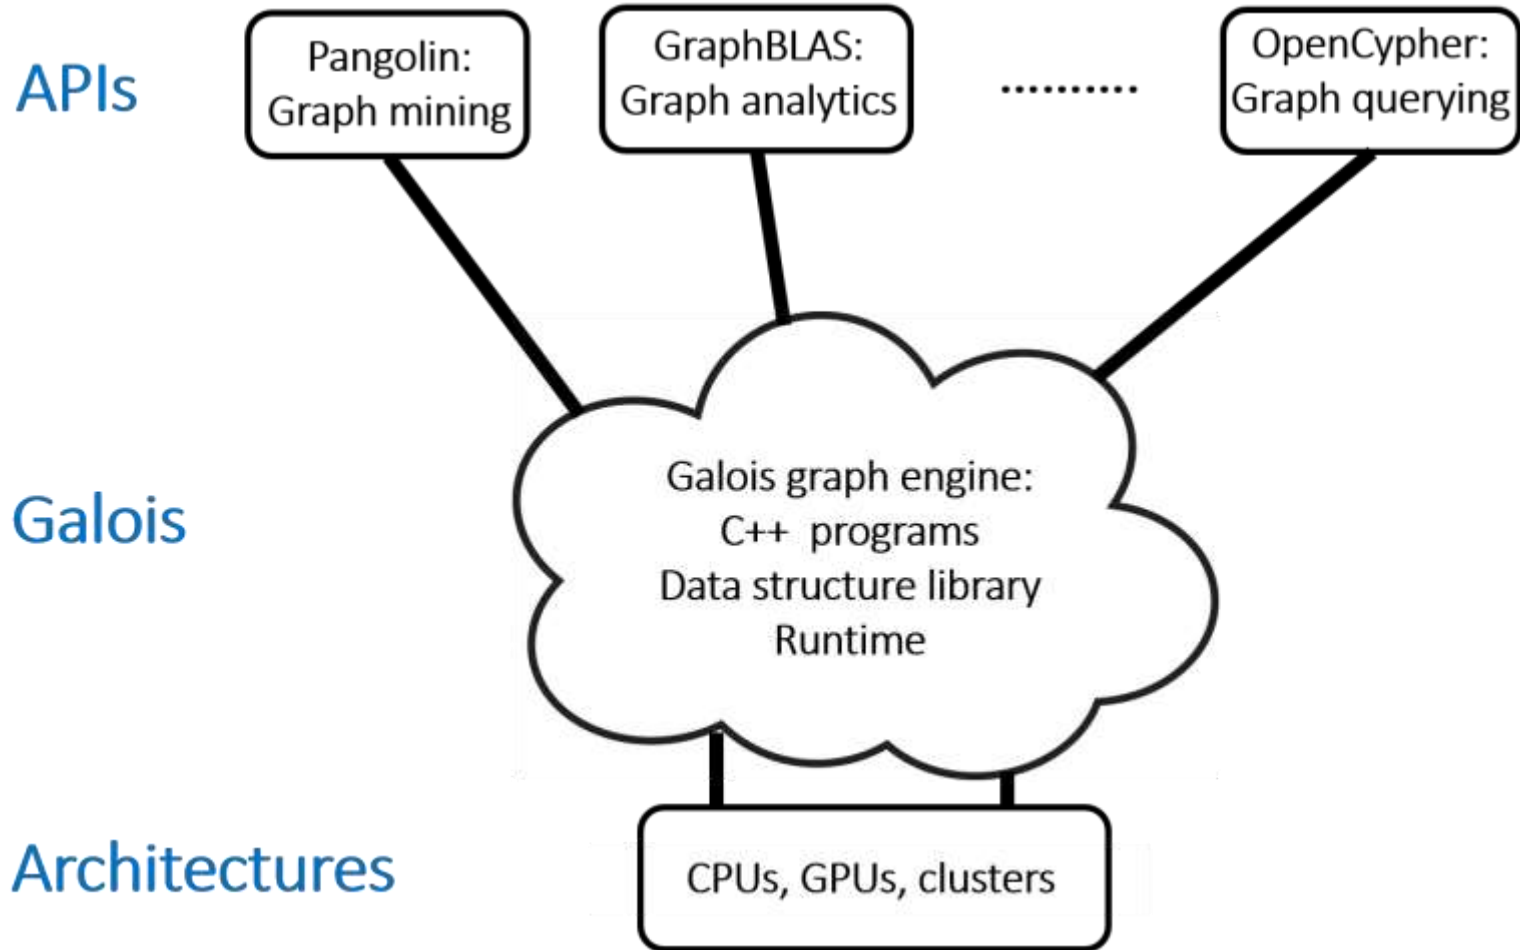 APIs
Pangolin:
Graph mining
GraphBLAS:
Graph analytics
..........
OpenCypher:
Graph querying
Galois
Galois graph engine:
C++ programs
Data structure library
Runtime
Architectures
CPUs, GPUs, clusters